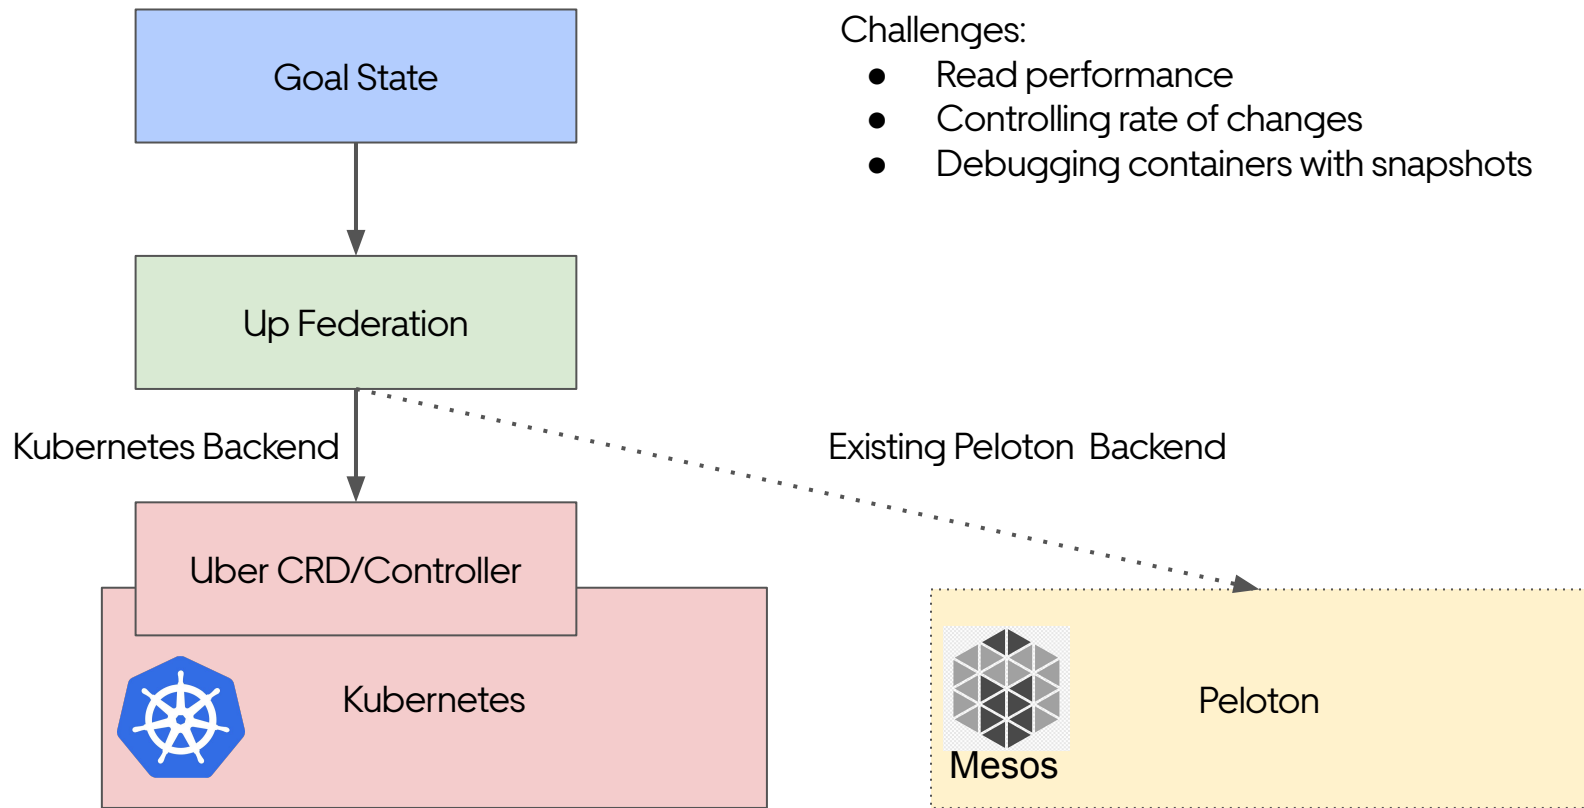 Goal State
Challenges:
● Read performance
● Controlling rate of changes
● Debugging containers with snapshots
Up Federation
Kubernetes Backend
Existing Peloton Backend
Uber CRD/Controller
Kubernetes
Peloton
Mesos